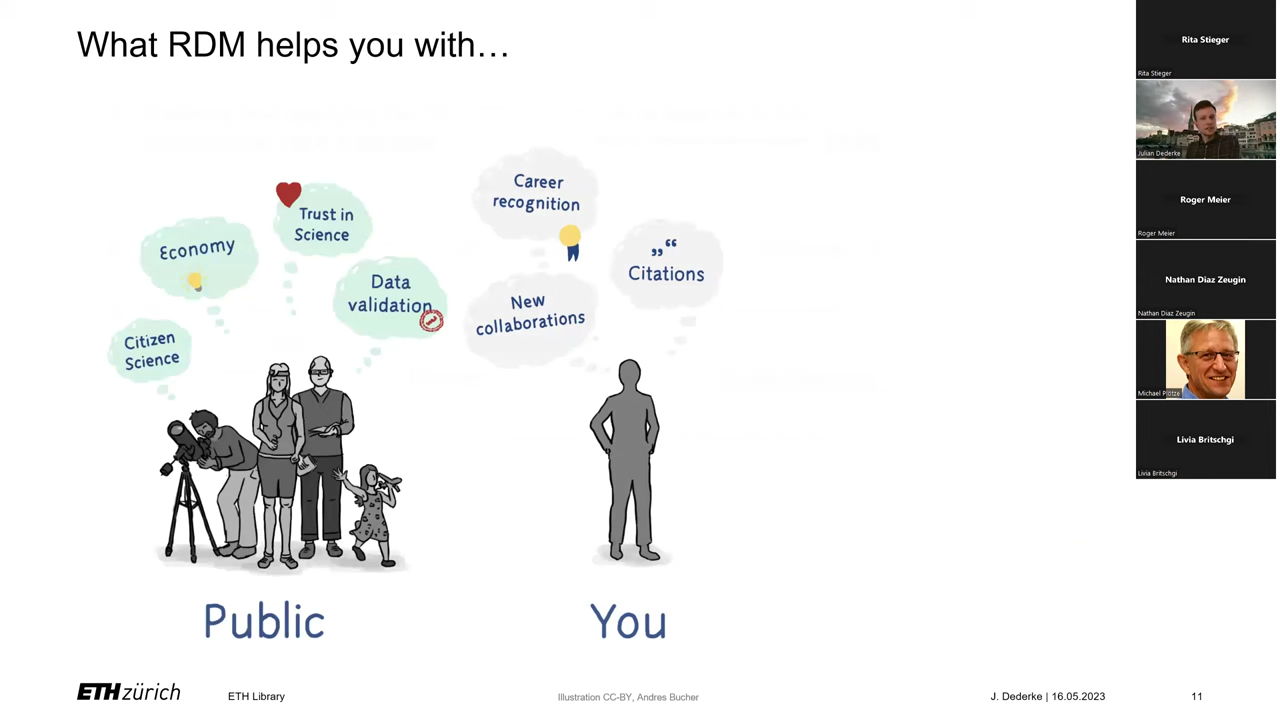 What RDM helps you with…
Economy
Trust in
Science
Data
validation
Citizen
Science
Career
recognition
„“
Citations
New
collaborations
Public
You
ETH zürich
ETH Library
Illustration CC-BY, Andres Bucher
J. Dederke | 16.05.2023
11
Rita Stieger
Rita Stieger
Julian Dederke
Roger Meier
Roger Meier
Nathan Diaz Zeugin
Nathan Diaz Zeugin
Michael Plötze
Livia Britschgi
Livia Britschgi